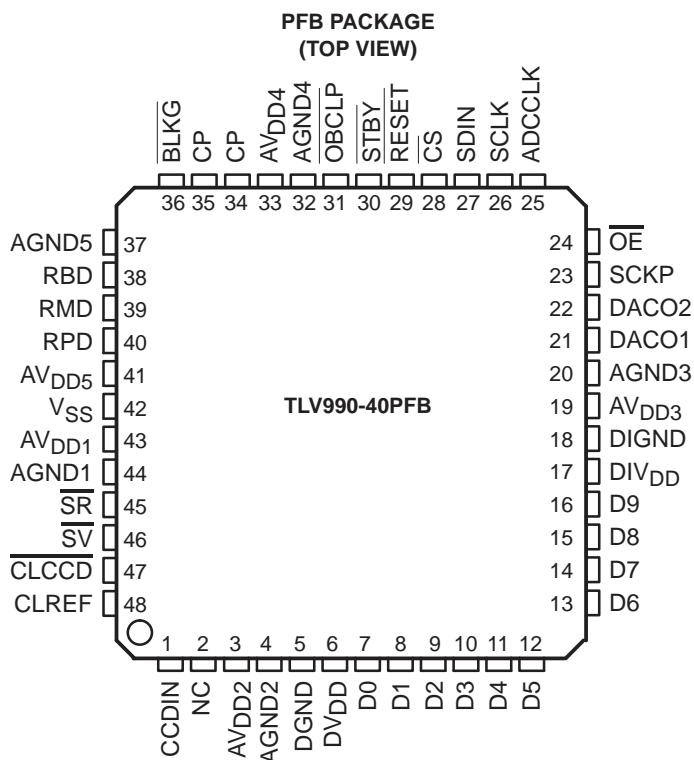 PFB PACKAGE
(TOP VIEW)
BLKG
CP
CP
AVDD4
AGND4
OBCLP
STBY
RESET
CS
SDIN
SCLK
ADCCLK
36 35 34 33 32 31 30 29 28 27 26 25
AGND5 37
RBD 38
RMD 39
RPD 40
AVDD5 41
VSS 42
AVDD1 43
AGND1 44
SR 45
SV 46
CLCCD 47
CLREF 48
TLV990-40PFB
24 OE
23 SCKP
22 DACO2
21 DACO1
20 AGND3
19 AVDD3
18 DIGND
17 DIVDD
16 D9
15 D8
14 D7
13 D6
1 2 3 4 5 6 7 8 9 10 11 12
CCDIN
NC
AVDD2
AGND2
DGND
DVDD
D0
D1
D2
D3
D4
D5